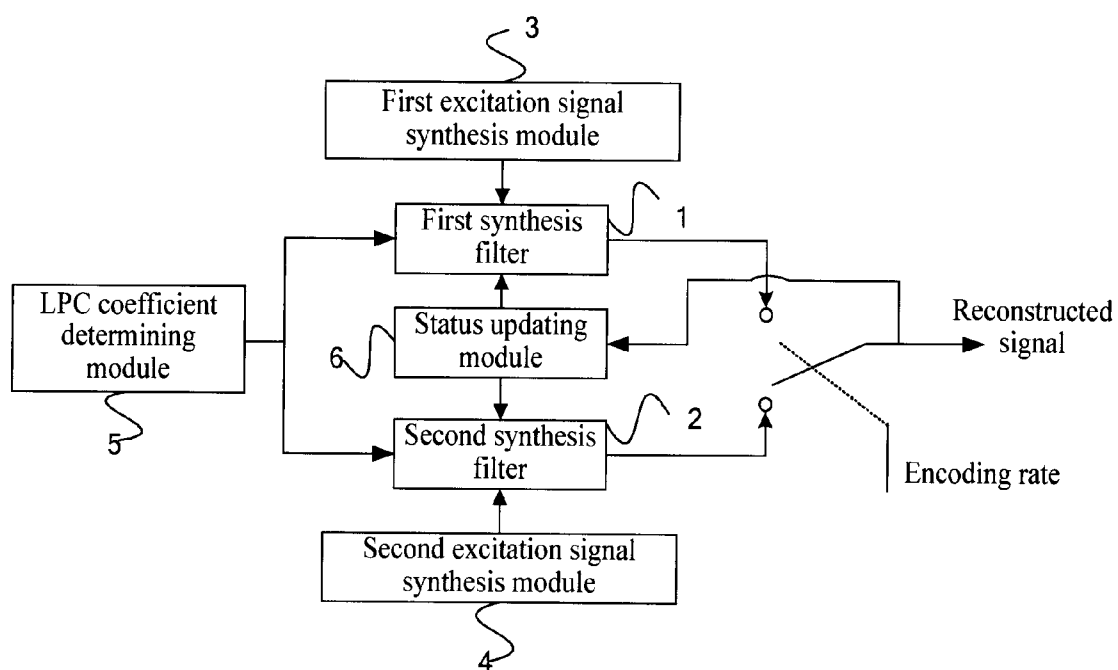 3
First excitation signal
synthesis module
1
First synthesis
filter
LPC coefficient
determining
module
5
6
Status updating
module
Reconstructed
signal
2
Second synthesis
filter
Encoding rate
Second excitation signal
synthesis module
4